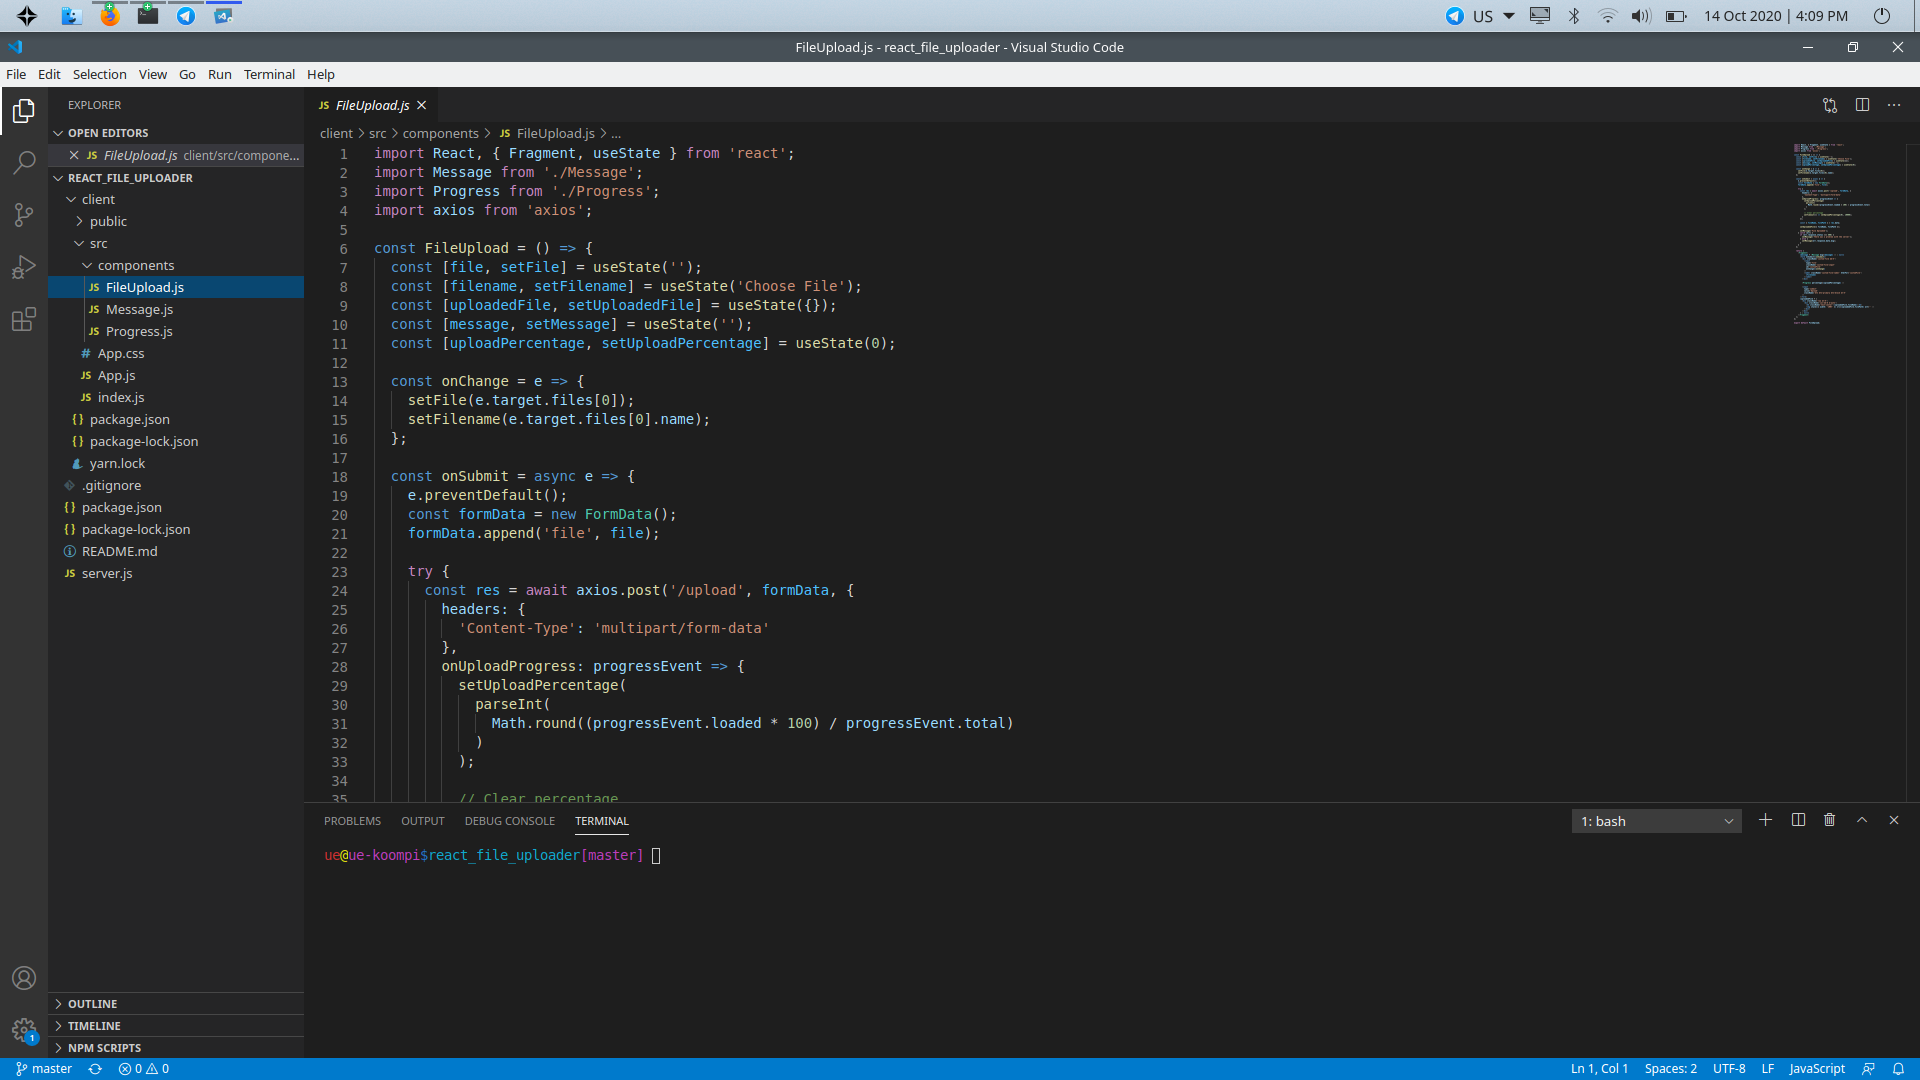 US 14 Oct 2020 | 4:09 PM
FileUpload.js - react_file_uploader - Visual Studio Code
File Edit Selection View Go Run Terminal Help
EXPLORER
OPEN EDITORS
JS FileUpload.js client/src/compone...
REACT_FILE_UPLOADER
client
public
src
components
JS FileUpload.js
JS Message.js
JS Progress.js
# App.css
JS App.js
JS index.js
{} package.json
{} package-lock.json
yarn.lock
.gitignore
{} package.json
{} package-lock.json
README.md
JS server.js
OUTLINE
TIMELINE
NPM SCRIPTS
1
JS FileUpload.js
client > src > components > JS FileUpload.js > ...
1 import React, { Fragment, useState } from 'react';
2 import Message from './Message';
3 import Progress from './Progress';
4 import axios from 'axios';
5
6 const FileUpload = () => {
7 const [file, setFile] = useState('');
8 const [filename, setFilename] = useState('Choose File');
9 const [uploadedFile, setUploadedFile] = useState({});
10 const [message, setMessage] = useState('');
11 const [uploadPercentage, setUploadPercentage] = useState(0);
12
13 const onChange = e => {
14 setFile(e.target.files[0]);
15 setFilename(e.target.files[0].name);
16 };
17
18 const onSubmit = async e => {
19 e.preventDefault();
20 const formData = new FormData();
21 formData.append('file', file);
22
23 try {
24 const res = await axios.post('/upload', formData, {
25 headers: {
26 'Content-Type': 'multipart/form-data'
27 },
28 onUploadProgress: progressEvent => {
29 setUploadPercentage(
30 parseInt(
31 Math.round((progressEvent.loaded * 100) / progressEvent.total)
32 )
33 );
34
35 // Clear percentage
PROBLEMS OUTPUT DEBUG CONSOLE TERMINAL
1: bash
ue@ue-koompi$react_file_uploader[master]
master 0 0
Ln 1, Col 1 Spaces: 2 UTF-8 LF JavaScript